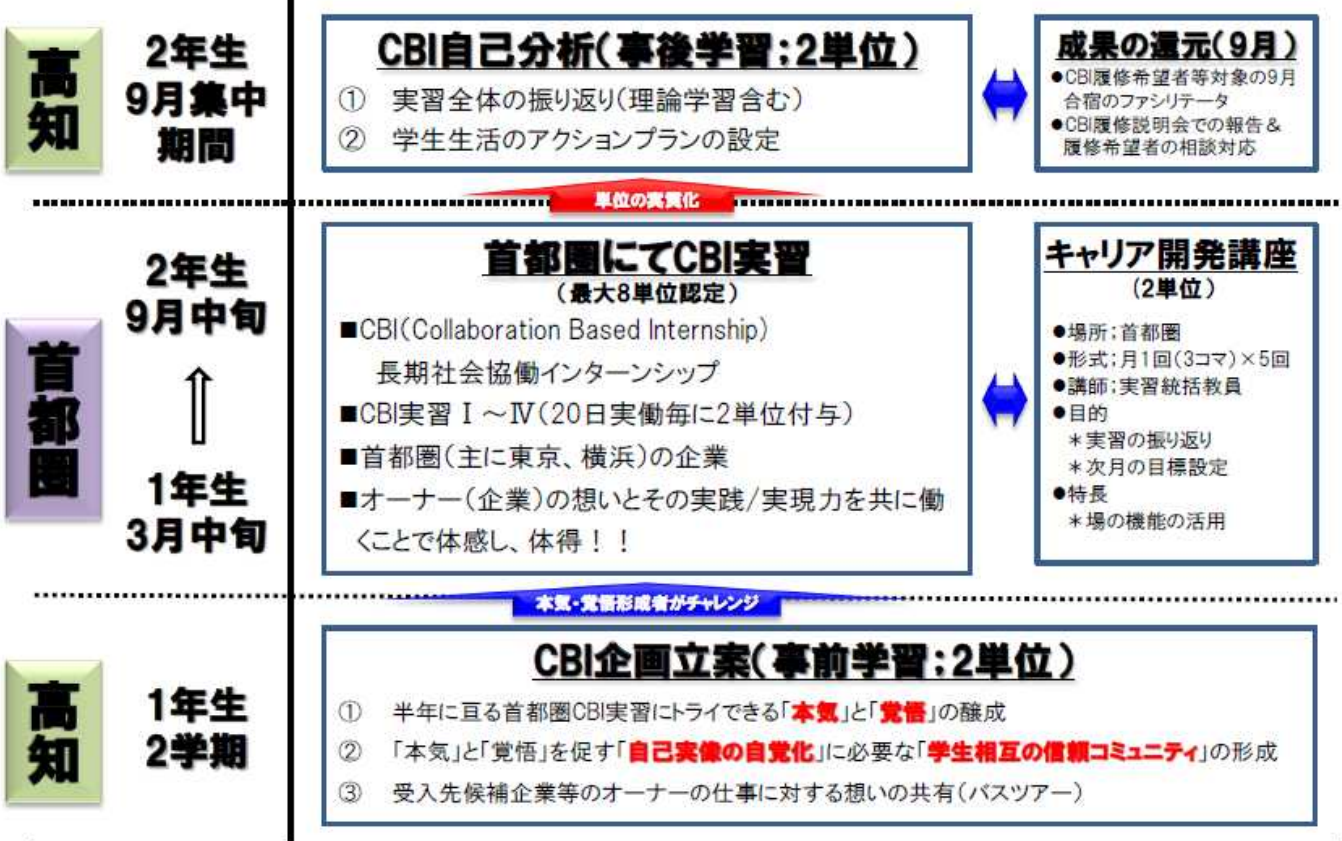 高知
2年生
9月集中
期間
CBI自己分析(事後学習;2単位)
① 実習全体の振り返り(理論学習含む)
② 学生生活のアクションプランの設定
成果の還元(9月)
●CBI履修希望者等対象の9月
合宿のファシリテータ
●CBI履修説明会での報告&
履修希望者の相談対応
単位の実質化
首都圏
2年生
9月中旬
1年生
3月中旬
首都圏にてCBI実習
(最大8単位認定)
■CBI(Collaboration Based Internship)
長期社会協働インターンシップ
■CBI実習Ⅰ~Ⅳ(20日実働毎に2単位付与)
■首都圏(主に東京、横浜)の企業
■オーナー(企業)の想いとその実践/実現力を共に働
くことで体感し、体得!!
キャリア開発講座
(2単位)
●場所;首都圏
●形式;月1回(3コマ)×5回
●講師;実習統括教員
●目的
*実習の振り返り
*次月の目標設定
●特長
*場の機能の活用
本気・覚悟形成者がチャレンジ
高知
1年生
2学期
CBI企画立案(事前学習;2単位)
① 半年に亘る首都圏CBI実習にトライできる「本気」と「覚悟」の醸成
② 「本気」と「覚悟」を促す「自己実像の自覚化」に必要な「学生相互の信頼コミュニティ」の形成
③ 受入先候補企業等のオーナーの仕事に対する想いの共有(バスツアー)